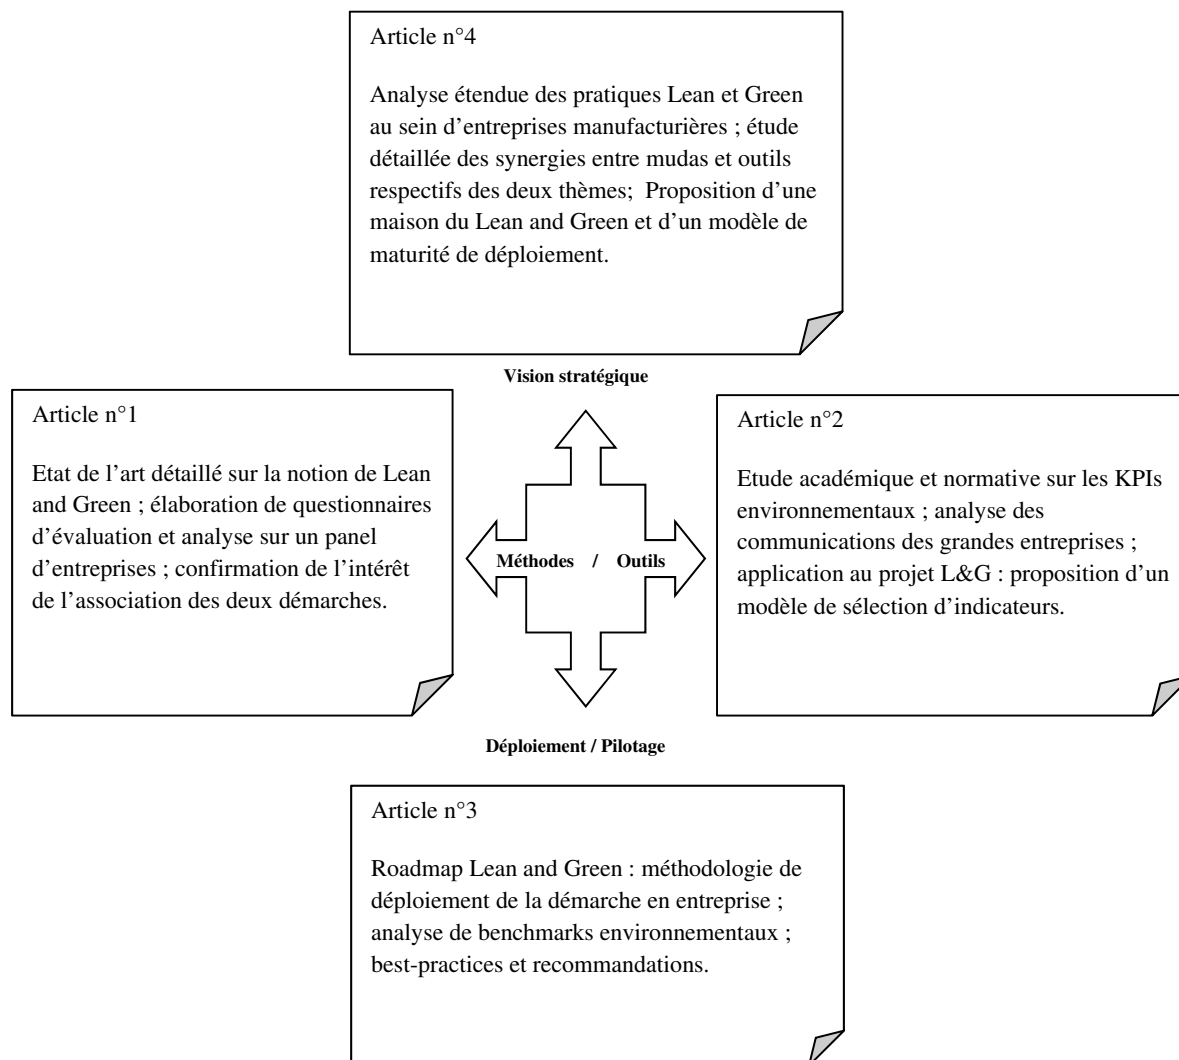 Article n°4
Analyse étendue des pratiques Lean et Green
au sein d'entreprises manufacturières ; étude
détaillée des synergies entre mudas et outils
respectifs des deux thèmes;  Proposition d'une
maison du Lean and Green et d'un modèle de
maturité de déploiement.
Vision stratégique
Article n°1
Etat de l'art détaillé sur la notion de Lean
and Green ; élaboration de questionnaires
d'évaluation et analyse sur un panel
d'entreprises ; confirmation de l'intérêt
de l'association des deux démarches.
Méthodes / Outils
Article n°2
Etude académique et normative sur les KPIs
environnementaux ; analyse des
communications des grandes entreprises ;
application au projet L&G : proposition d'un
modèle de sélection d'indicateurs.
Déploiement / Pilotage
Article n°3
Roadmap Lean and Green : méthodologie de
déploiement de la démarche en entreprise ;
analyse de benchmarks environnementaux ;
best-practices et recommandations.